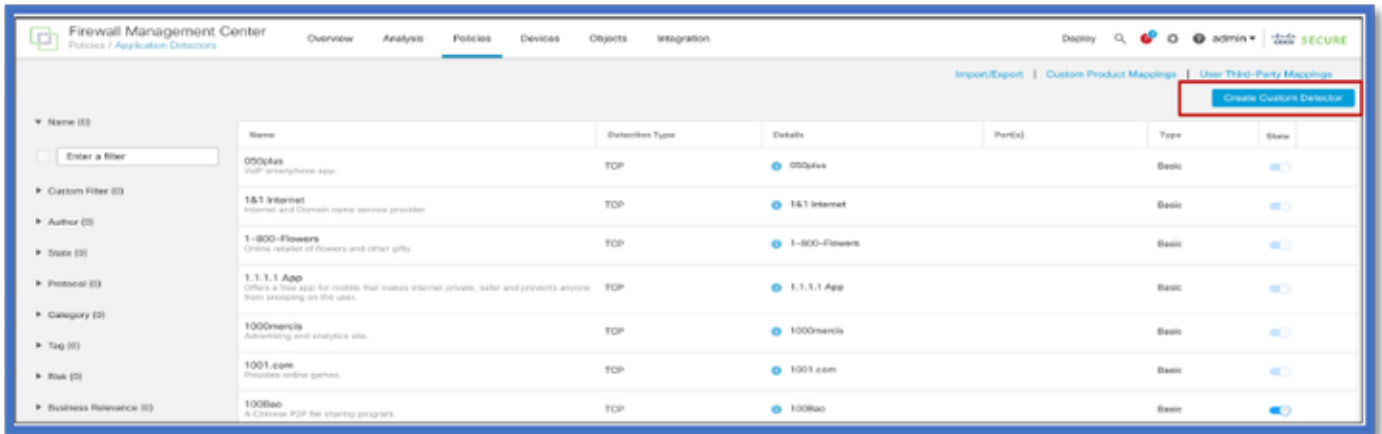 Firewall Management Center
Policies / Application Detectors
Overview Analysis Policies Devices Objects Integration
Deploy admin cisco SECURE
Import/Export | Custom Product Mappings | User Third-Party Mappings
Create Custom Detector
Name (0)
Enter a filter
Custom Filter (0)
Author (0)
State (0)
Protocol (0)
Category (0)
Tag (0)
Risk (0)
Business Relevance (0)
Name Detection Type Details Port(s) Type State
050plus TCP 050plus Basic
VoIP smartphone app.
1&1 Internet TCP 1&1 Internet Basic
Internet and Domain name service provider.
1-800-Flowers TCP 1-800-Flowers Basic
Online retailer of flowers and other gifts.
1.1.1.1 App TCP 1.1.1.1 App Basic
Offers a free app for mobile that makes internet private, safer and prevents anyone
from snooping on the user.
1000mercis TCP 1000mercis Basic
Advertising and analytics site.
1001.com TCP 1001.com Basic
Provides online games.
100Bao TCP 100Bao Basic
A Chinese P2P file sharing program.